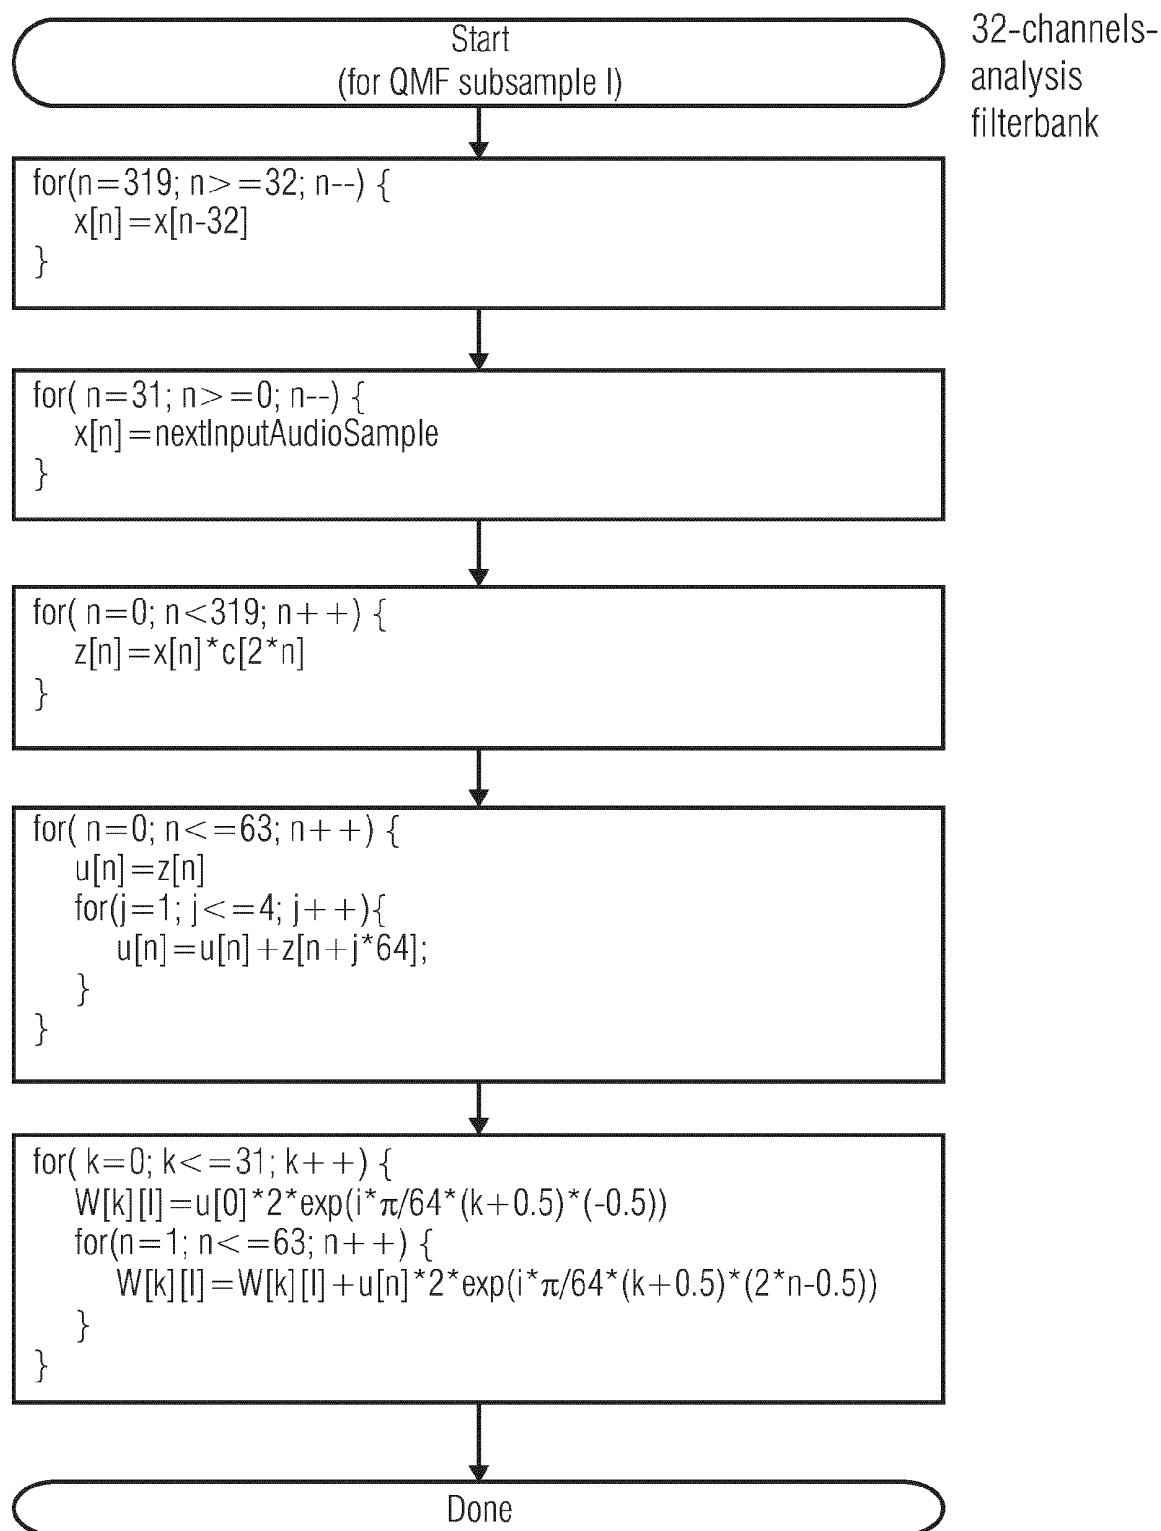 32-channels-
analysis
filterbank
Start
(for QMF subsample l)
for(n=319; n>=32; n--) {
x[n]=x[n-32]
}
for( n=31; n>=0; n--) {
x[n]=nextInputAudioSample
}
for( n=0; n<319; n++) {
z[n]=x[n]*c[2*n]
}
for( n=0; n<=63; n++) {
u[n]=z[n]
for(j=1; j<=4; j++){
u[n]=u[n]+z[n+j*64];
}
}
for( k=0; k<=31; k++) {
W[k][l]=u[0]*2*exp(i*π/64*(k+0.5)*(-0.5))
for(n=1; n<=63; n++) {
W[k][l]=W[k][l]+u[n]*2*exp(i*π/64*(k+0.5)*(2*n-0.5))
}
}
Done